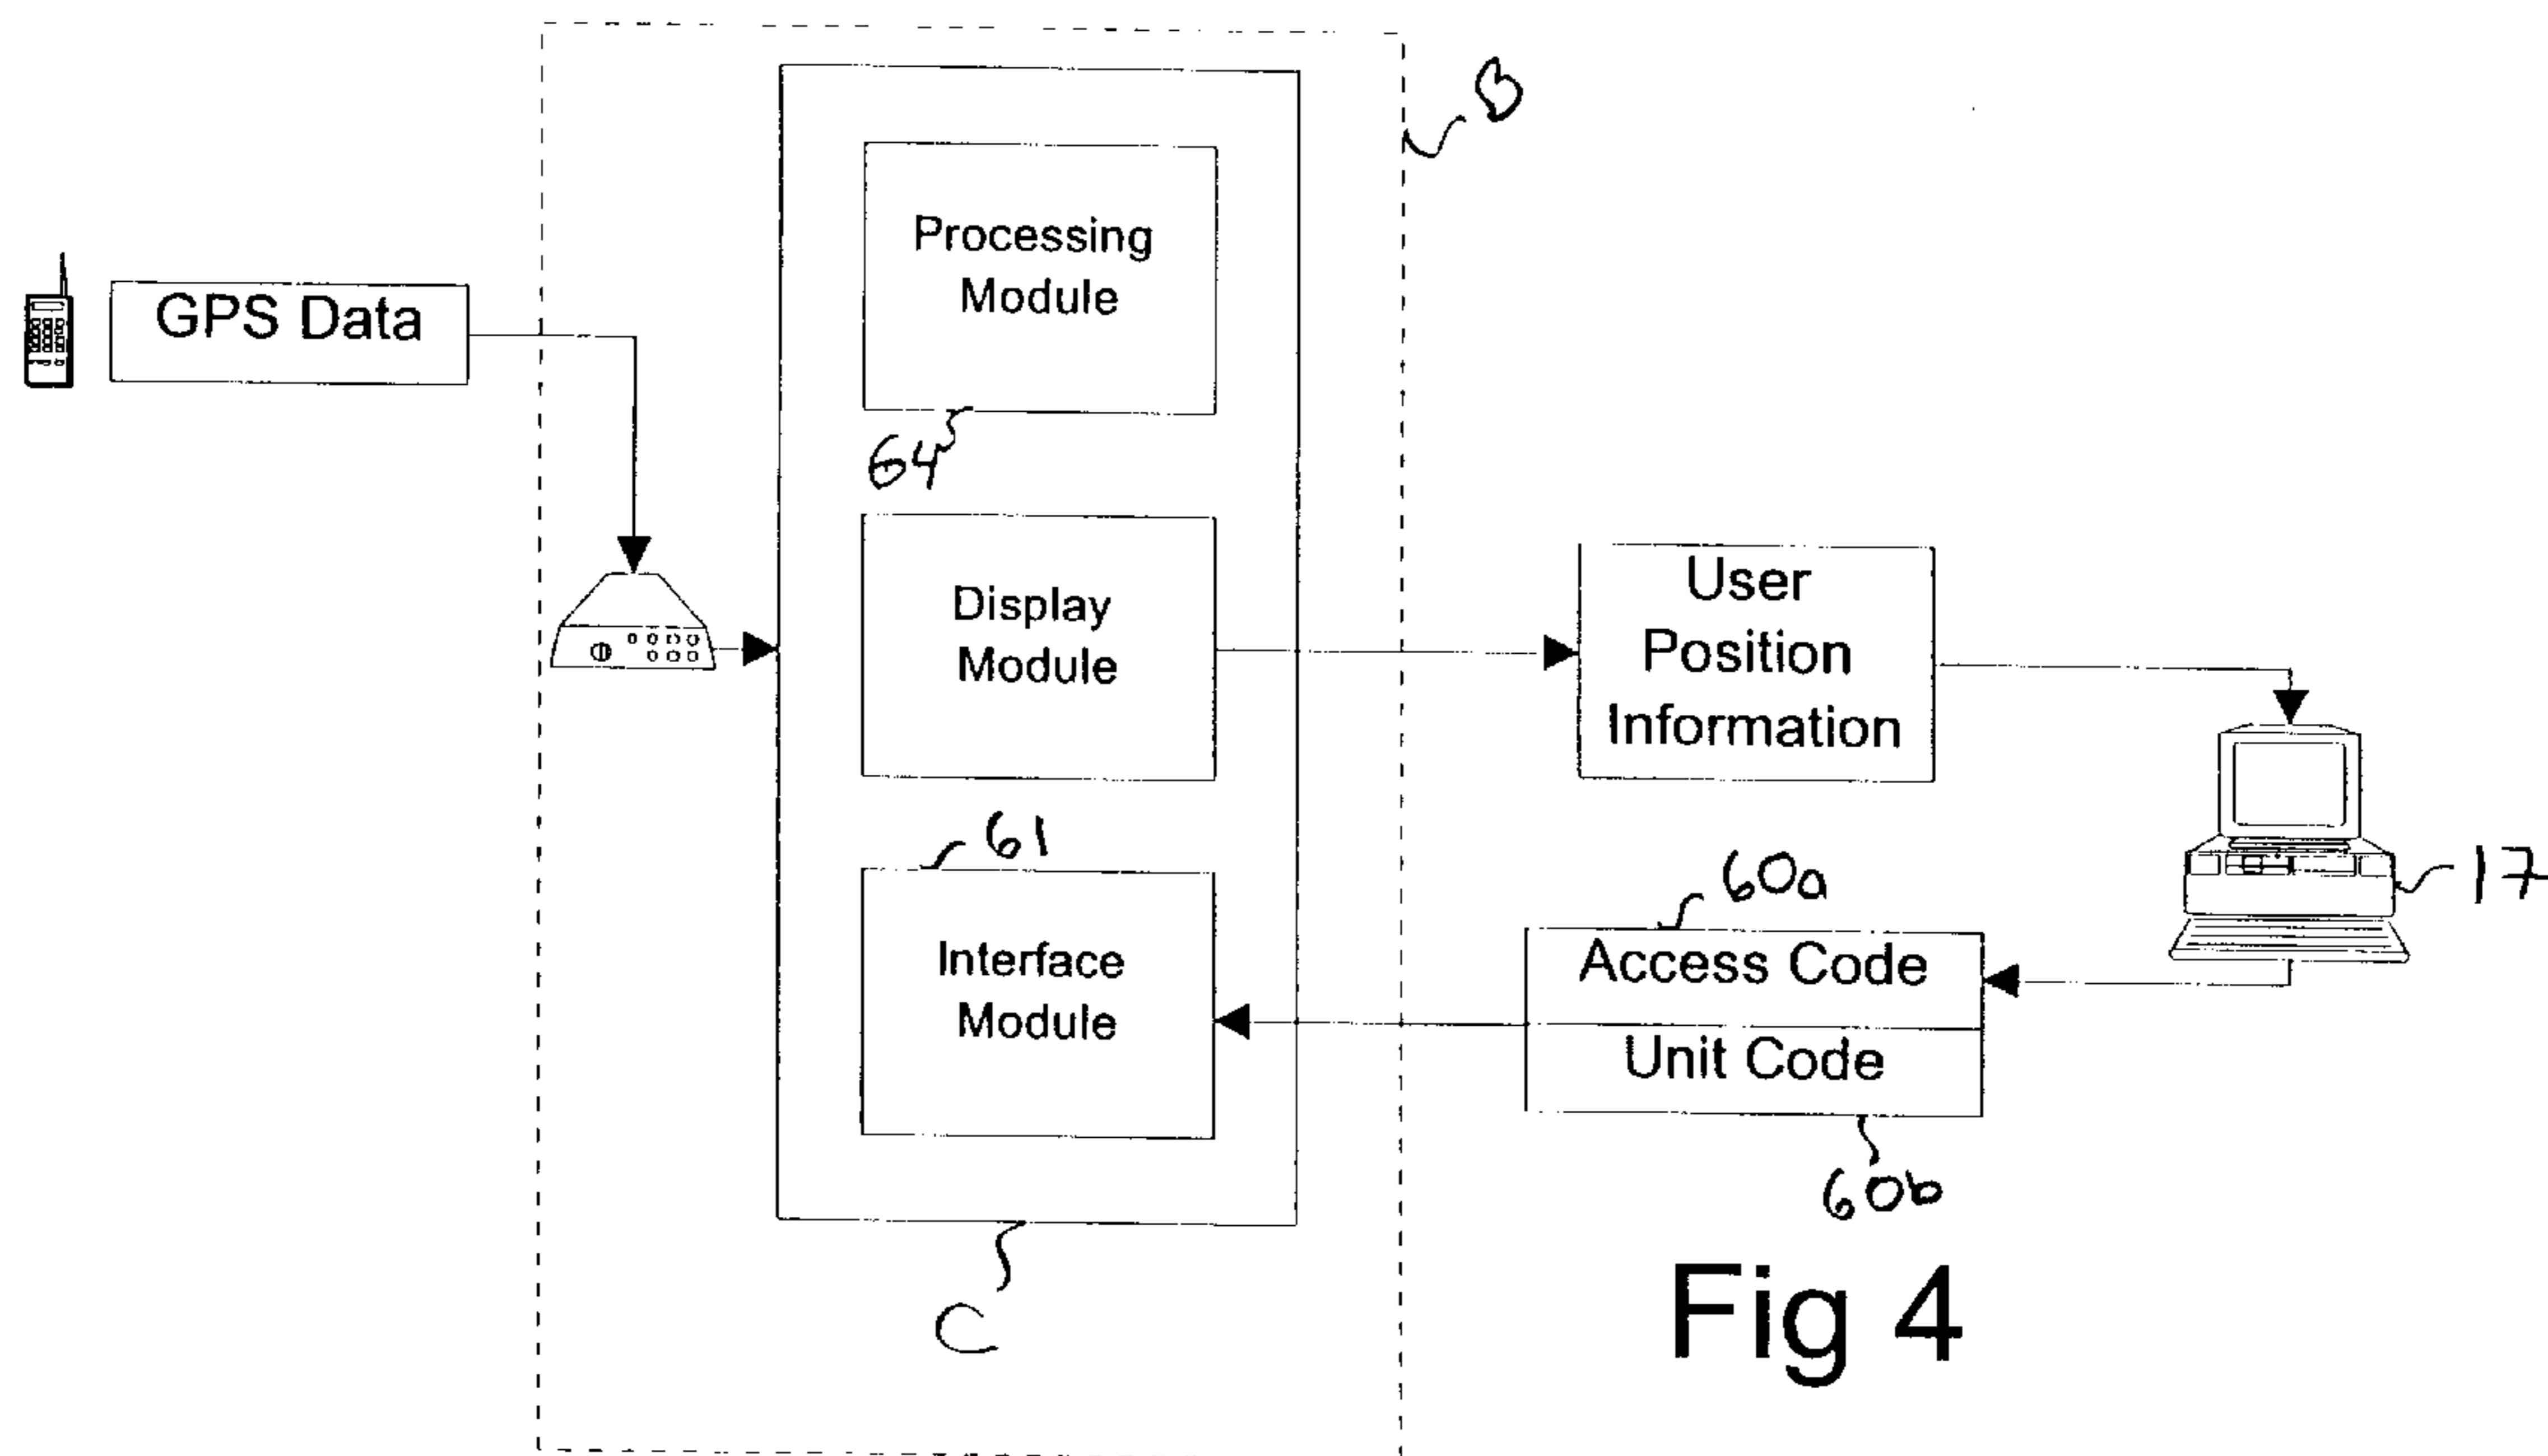 B
Processing
Module
64
GPS Data
Display
Module
User
Position
Information
61
Interface
Module
17
60a
Access Code
Unit Code
60b
C
Fig 4